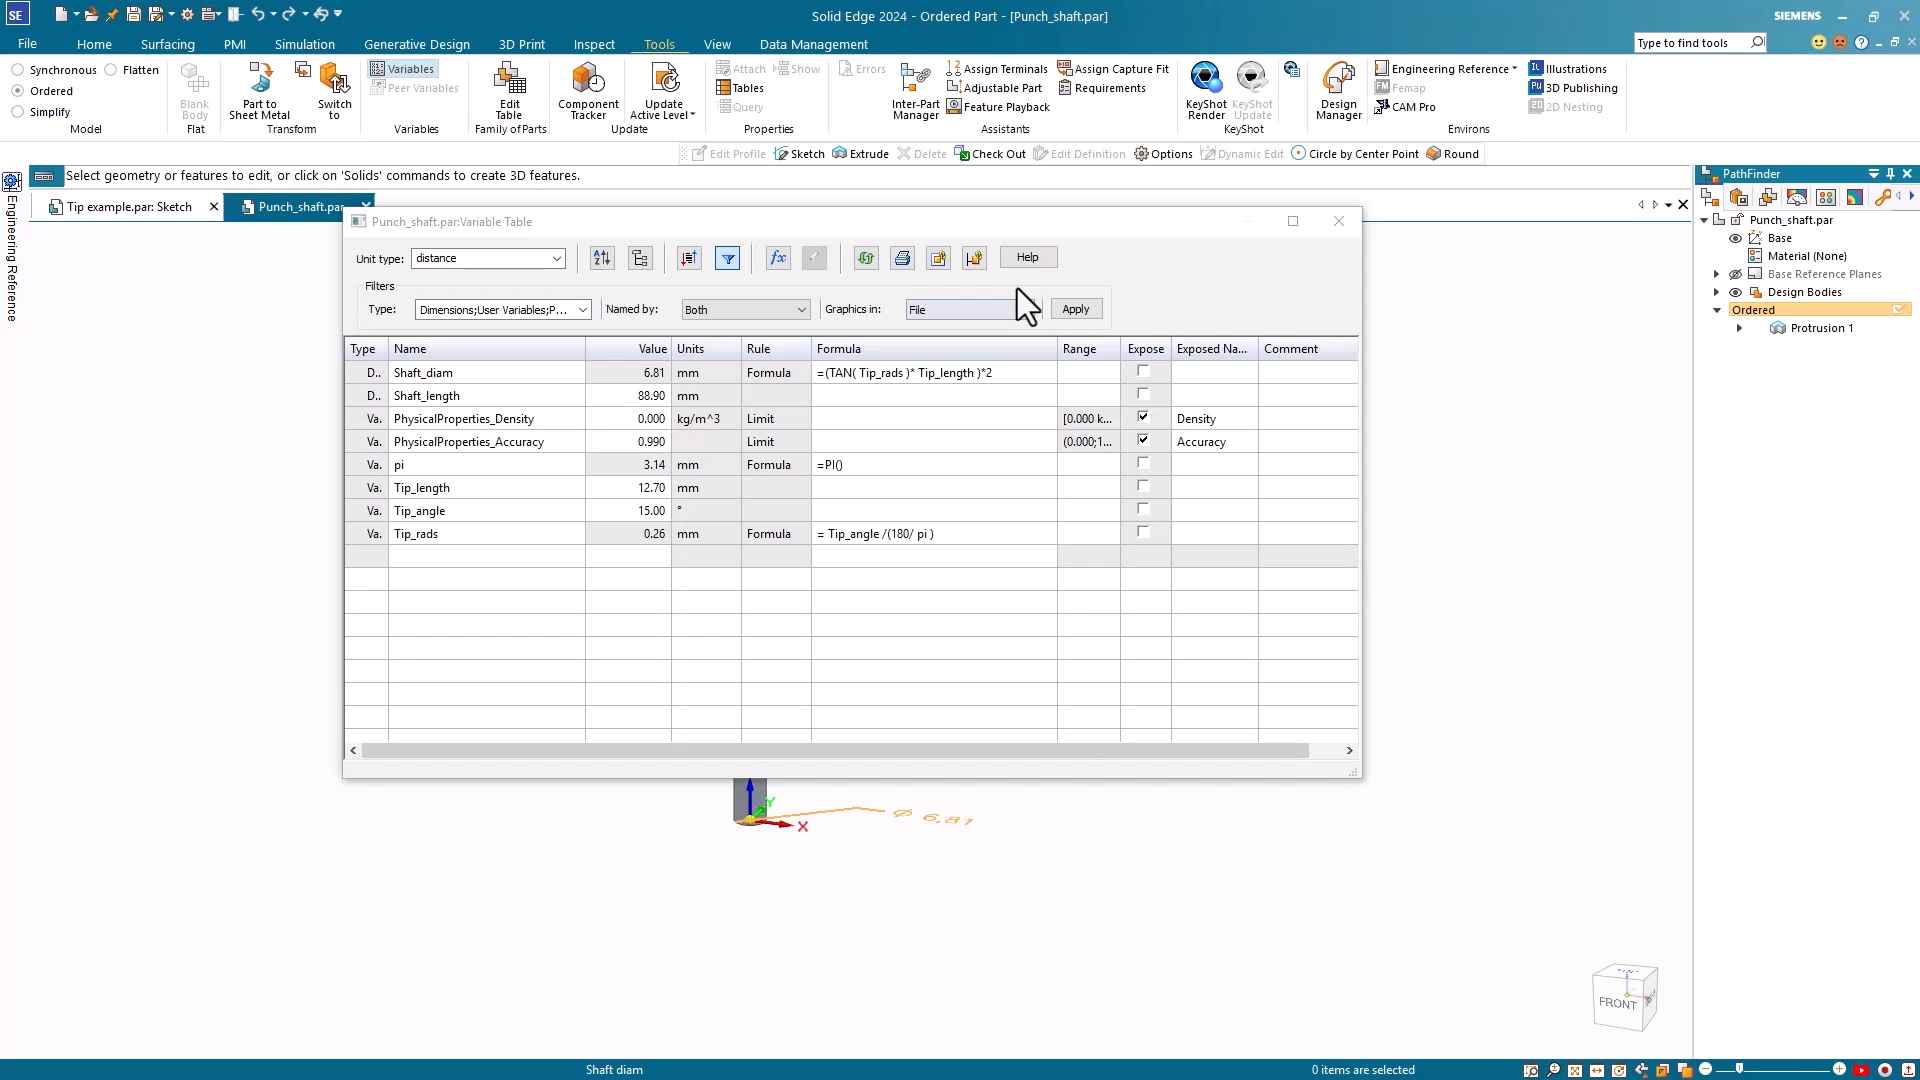 SE
Solid Edge 2024 - Ordered Part - [Punch_shaft.par]
SIEMENS
File Home Surfacing PMI Simulation Generative Design 3D Print Inspect Tools View Data Management
Type to find tools
Synchronous Flatten
Ordered
Simplify
Model
Blank Body
Flat
Part to Sheet Metal
Switch to
Transform
Variables
Peer Variables
Variables
Edit Table
Family of Parts
Component Tracker
Update Active Level
Update
Attach Show
Tables
Query
Properties
Errors
Inter-Part Manager
Assign Terminals
Adjustable Part
Feature Playback
Assign Capture Fit
Requirements
Assistants
KeyShot Render
KeyShot Update
KeyShot
Design Manager
Engineering Reference
Femap
CAM Pro
Illustrations
3D Publishing
2D Nesting
Environs
Edit Profile Sketch Extrude Delete Check Out Edit Definition Options Dynamic Edit Circle by Center Point Round
Select geometry or features to edit, or click on 'Solids' commands to create 3D features.
Tip example.par: Sketch
Punch_shaft.par
Engineering Reference
Punch_shaft.par:Variable Table
Unit type: distance
Help
Filters
Type: Dimensions;User Variables;P... Named by: Both Graphics in: File Apply
Type Name Value Units Rule Formula Range Expose Exposed Na... Comment
D.. Shaft_diam 6.81 mm Formula =(TAN( Tip_rads )* Tip_length )*2
D.. Shaft_length 88.90 mm
Va. PhysicalProperties_Density 0.000 kg/m^3 Limit [0.000 k... Density
Va. PhysicalProperties_Accuracy 0.990 Limit (0.000;1... Accuracy
Va. pi 3.14 mm Formula =PI()
Va. Tip_length 12.70 mm
Va. Tip_angle 15.00 °
Va. Tip_rads 0.26 mm Formula = Tip_angle /(180/ pi )
Y
X
Ø 6.81
FRONT
PathFinder
Punch_shaft.par
Base
Material (None)
Base Reference Planes
Design Bodies
Ordered
Protrusion 1
Shaft diam
0 items are selected